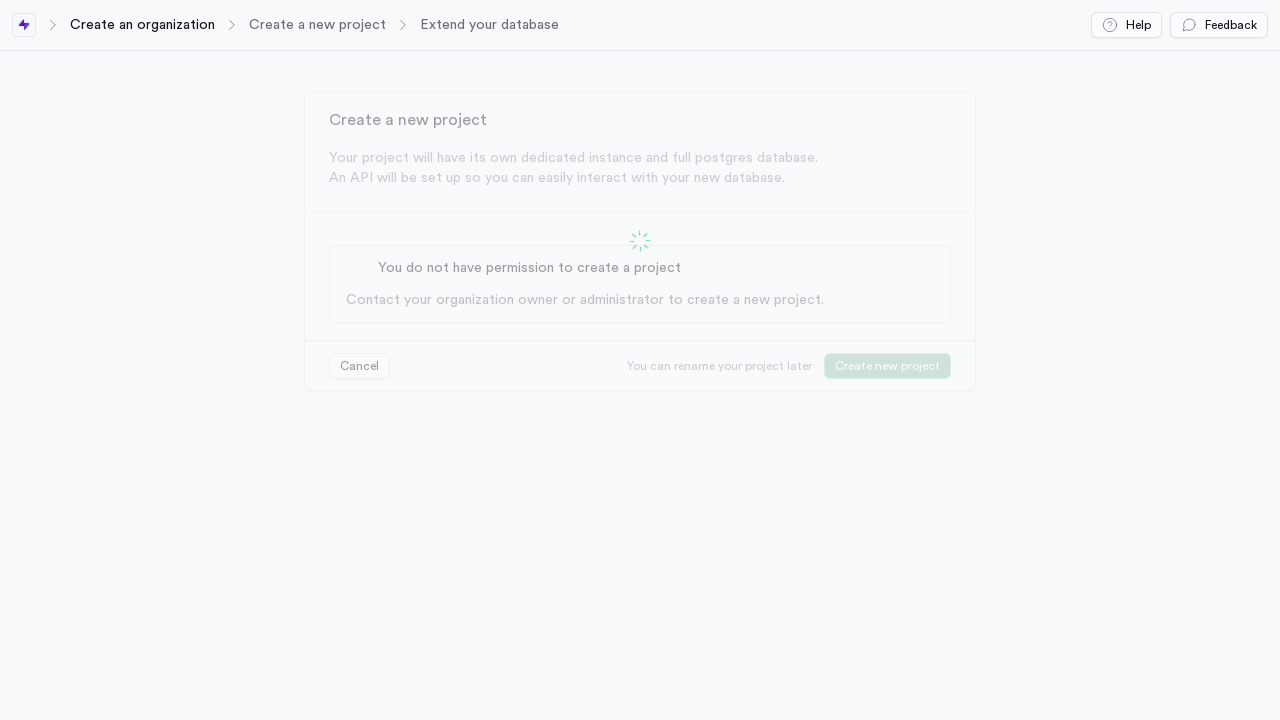 Create an organization
Create a new project
Extend your database
Help
Feedback
Create a new project
Your project will have its own dedicated instance and full postgres database.
An API will be set up so you can easily interact with your new database.
You do not have permission to create a project
Contact your organization owner or administrator to create a new project.
Cancel
You can rename your project later
Create new project